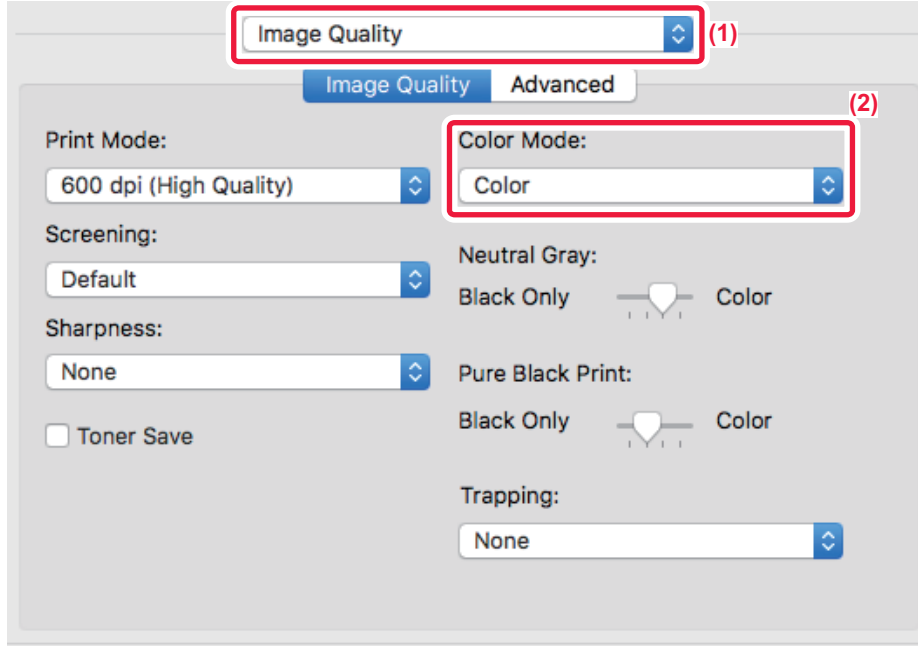 Image Quality
(1)
Image Quality
Advanced
(2)
Print Mode:
600 dpi (High Quality)
Screening:
Default
Sharpness:
None
Toner Save
Color Mode:
Color
Neutral Gray:
Black Only Color
Pure Black Print:
Black Only Color
Trapping:
None